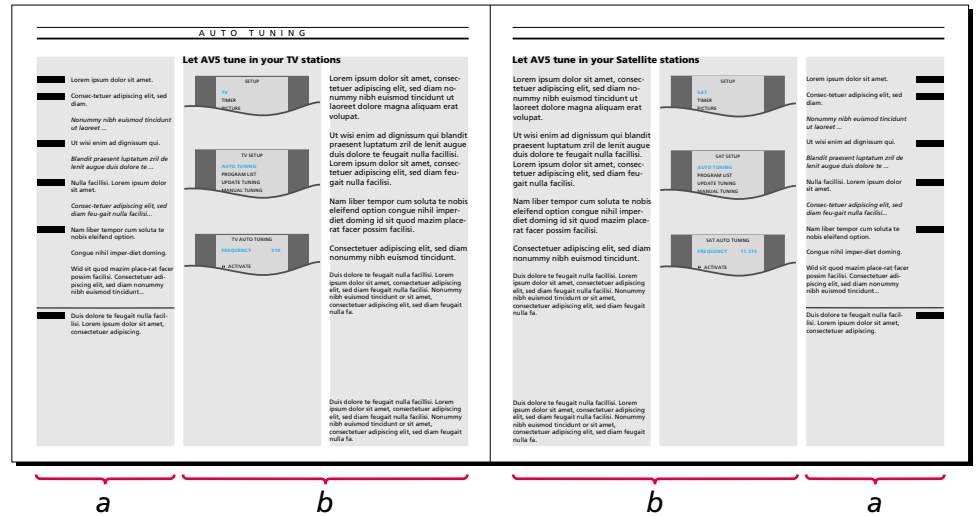 AUTO TUNING
Let AV5 tune in your TV stations
Lorem ipsum dolor sit amet.
Consec-tetuer adipiscing elit, sed
diam.
Nonummy nibh euismod tincidunt
ut laoreet ...
Ut wisi enim ad dignissum qui.
Blandit praesent luptatum zril de
lenit augue duis dolore te ...
Nulla facillisi. Lorem ipsum dolor
sit amet.
Consec-tetuer adipiscing elit, sed
diam feu-gait nulla facilisi...
Nam liber tempor cum soluta te
nobis eleifend option.
Congue nihil imper-diet doming.
Wid sit quod mazim place-rat facer
possim facilisi. Consectetuer adi-
piscing elit, sed diam nonummy
nibh euismod tincidunt...
Duis dolore te feugait nulla facil-
lisi. Lorem ipsum dolor sit amet,
consectetuer adipiscing.
SETUP
TV
TIMER
PICTURE
TV SETUP
AUTO TUNING
PROGRAM LIST
UPDATE TUNING
MANUAL TUNING
TV AUTO TUNING
FREQUENCY 210
ACTIVATE
Lorem ipsum dolor sit amet, consec-
tetuer adipiscing elit, sed diam no-
nummy nibh euismod tincidunt ut
laoreet dolore magna aliquam erat
volupat.
Ut wisi enim ad dignissum qui blandit
praesent luptatum zril de lenit augue
duis dolore te feugait nulla facilisi.
Lorem ipsum dolor sit amet, consec-
tetuer adipiscing elit, sed diam feu-
gait nulla facilisi.
Nam liber tempor cum soluta te nobis
eleifend option congue nihil imper-
diet doming id sit quod mazim place-
rat facer possim facilisi.
Consectetuer adipiscing elit, sed diam
nonummy nibh euismod tincidunt.
Duis dolore te feugait nulla facillisi. Lorem
ipsum dolor sit amet, consectetuer adipiscing
elit, sed diam feugait nulla facilisi. Nonummy
nibh euismod tincidunt or sit amet,
consectetuer adipiscing elit, sed diam feugait
nulla fa.
Duis dolore te feugait nulla facillisi. Lorem
ipsum dolor sit amet, consectetuer adipiscing
elit, sed diam feugait nulla facilisi. Nonummy
nibh euismod tincidunt or sit amet,
consectetuer adipiscing elit, sed diam feugait
nulla fa.
Let AV5 tune in your Satellite stations
Lorem ipsum dolor sit amet, consec-
tetuer adipiscing elit, sed diam no-
nummy nibh euismod tincidunt ut
laoreet dolore magna aliquam erat
volupat.
Ut wisi enim ad dignissum qui blandit
praesent luptatum zril de lenit augue
duis dolore te feugait nulla facilisi.
Lorem ipsum dolor sit amet, consec-
tetuer adipiscing elit, sed diam feu-
gait nulla facilisi.
Nam liber tempor cum soluta te nobis
eleifend option congue nihil imper-
diet doming id sit quod mazim place-
rat facer possim facilisi.
Consectetuer adipiscing elit, sed diam
nonummy nibh euismod tincidunt.
Duis dolore te feugait nulla facillisi. Lorem
ipsum dolor sit amet, consectetuer adipiscing
elit, sed diam feugait nulla facilisi. Nonummy
nibh euismod tincidunt or sit amet,
consectetuer adipiscing elit, sed diam feugait
nulla fa.
Duis dolore te feugait nulla facillisi. Lorem
ipsum dolor sit amet, consectetuer adipiscing
elit, sed diam feugait nulla facilisi. Nonummy
nibh euismod tincidunt or sit amet,
consectetuer adipiscing elit, sed diam feugait
nulla fa.
SETUP
SAT
TIMER
PICTURE
SAT SETUP
AUTO TUNING
PROGRAM LIST
UPDATE TUNING
MANUAL TUNING
SAT AUTO TUNING
FREQUENCY 11.376
ACTIVATE
Lorem ipsum dolor sit amet.
Consec-tetuer adipiscing elit, sed
diam.
Nonummy nibh euismod tincidunt
ut laoreet ...
Ut wisi enim ad dignissum qui.
Blandit praesent luptatum zril de
lenit augue duis dolore te ...
Nulla facillisi. Lorem ipsum dolor
sit amet.
Consec-tetuer adipiscing elit, sed
diam feu-gait nulla facilisi...
Nam liber tempor cum soluta te
nobis eleifend option.
Congue nihil imper-diet doming.
Wid sit quod mazim place-rat facer
possim facilisi. Consectetuer adi-
piscing elit, sed diam nonummy
nibh euismod tincidunt...
Duis dolore te feugait nulla facil-
lisi. Lorem ipsum dolor sit amet,
consectetuer adipiscing.
a b b a